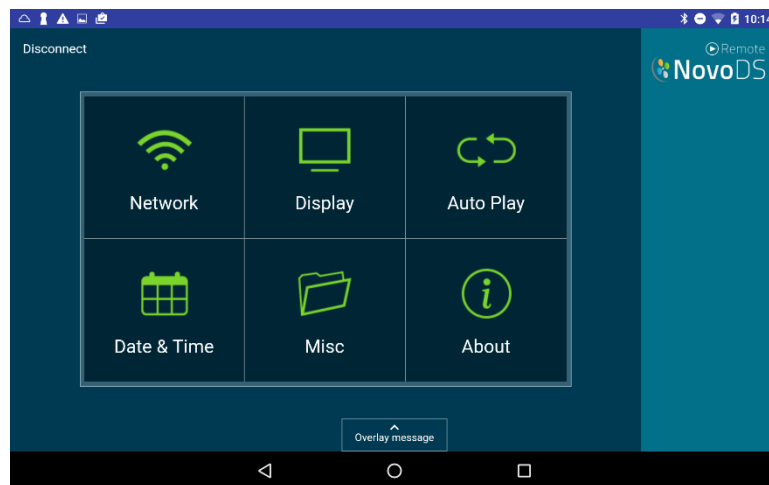 10:14
Disconnect
Remote
NovoDS
Network
Display
Auto Play
Date & Time
Misc
About
Overlay message